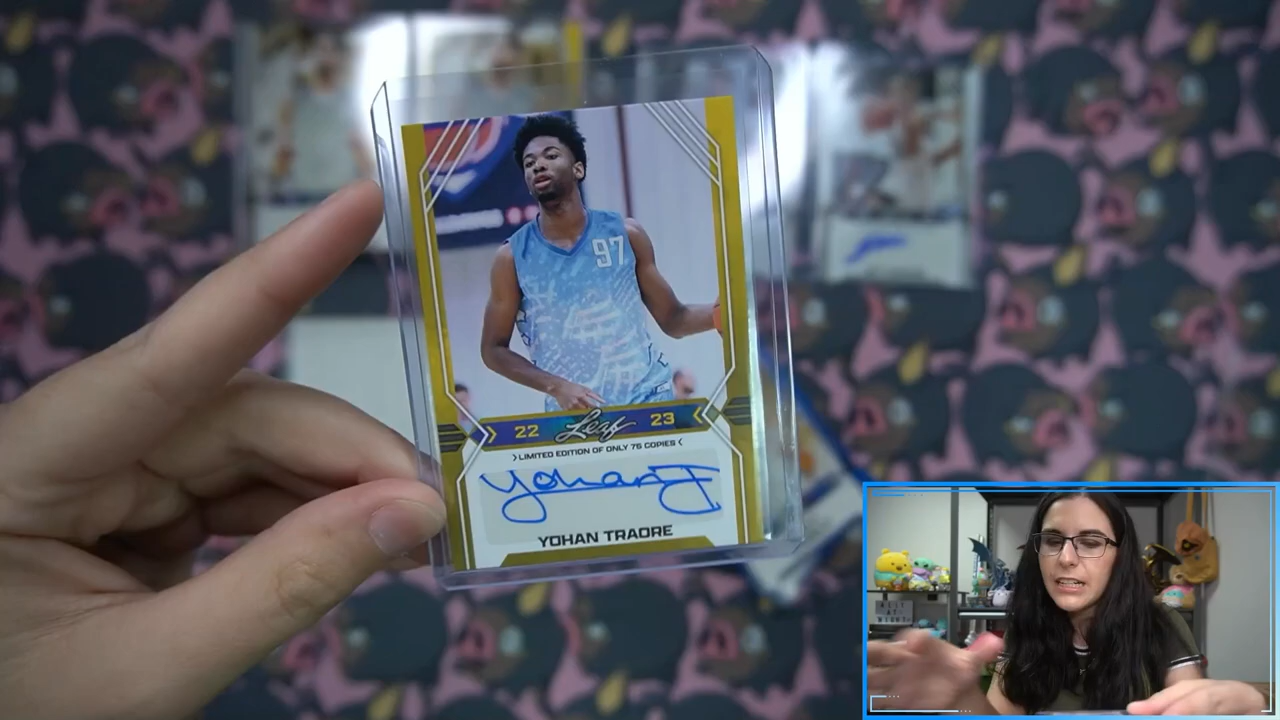 97
22 Leaf 23
LIMITED EDITION OF ONLY 75 COPIES
Yohan T
YOHAN TRAORE